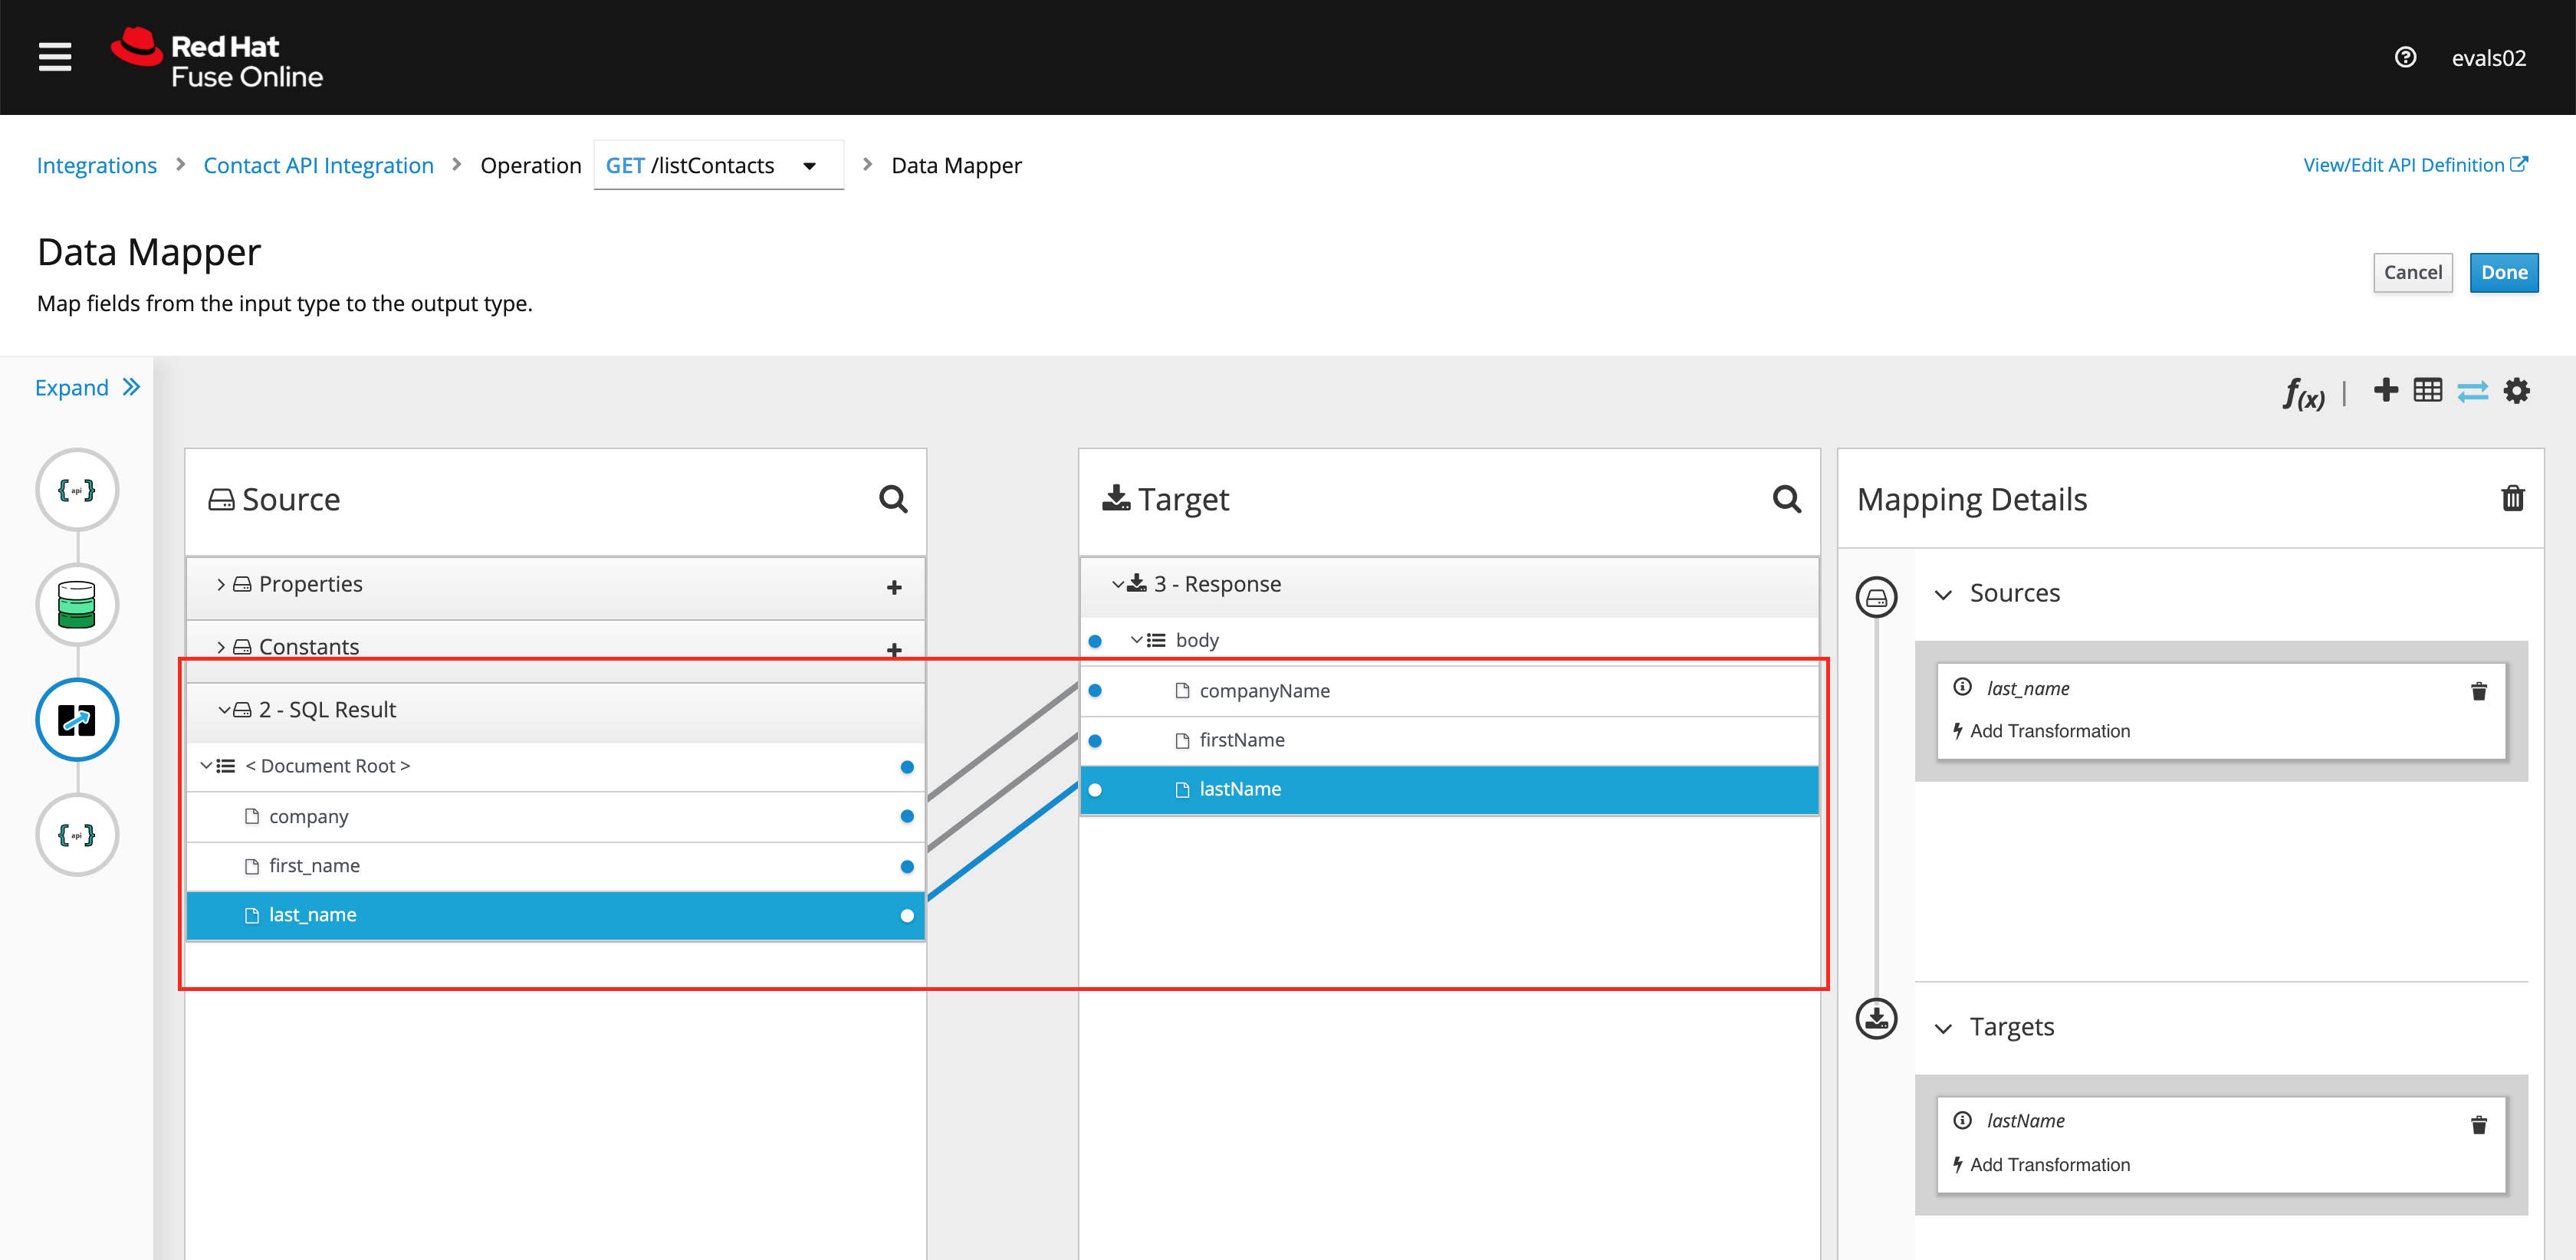 Red Hat
Fuse Online
evals02
Integrations > Contact API Integration > Operation GET /listContacts > Data Mapper
View/Edit API Definition
Data Mapper
Cancel Done
Map fields from the input type to the output type.
Expand
f(x) |
{api}
{api}
Source
Properties
Constants
2 - SQL Result
< Document Root >
company
first_name
last_name
Target
3 - Response
body
companyName
firstName
lastName
Mapping Details
Sources
last_name
Add Transformation
Targets
lastName
Add Transformation